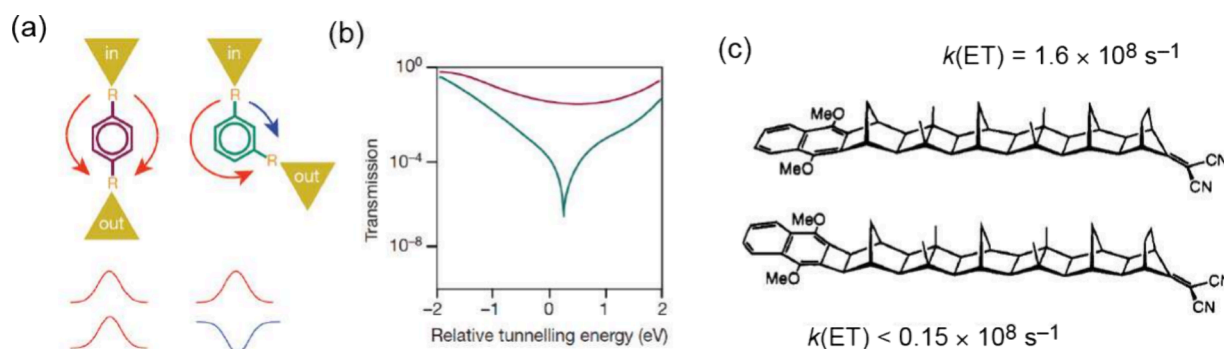 (a)
in
R
R
out
in
R
R
out
(b)
Transmission
10⁰
10⁻⁴
10⁻⁸
−2
−1
0
1
2
Relative tunnelling energy (eV)
(c)
k(ET) = 1.6 × 10⁸ s⁻¹
MeO
MeO
CN
CN
MeO
MeO
CN
CN
k(ET) < 0.15 × 10⁸ s⁻¹